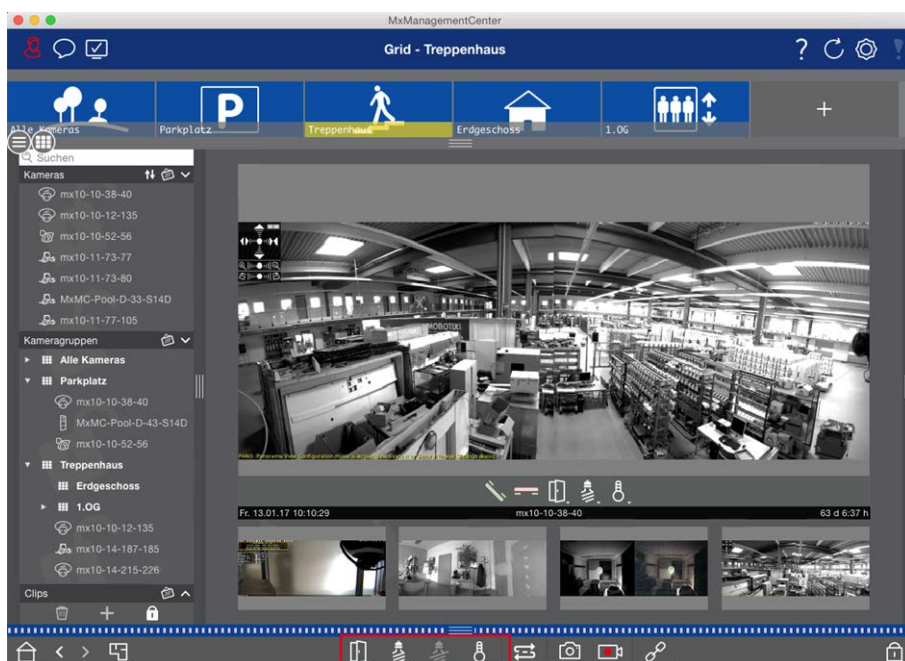 MxManagementCenter
Grid - Treppenhaus
?
P
Alle Kameras
Parkplatz
Treppenhaus
Erdgeschoss
1.OG
+
Suchen
Kameras
mx10-10-38-40
mx10-10-12-135
mx10-10-52-56
mx10-11-73-77
mx10-11-73-80
MxMC-Pool-D-33-S14D
mx10-11-77-105
Kameragruppen
Alle Kameras
Parkplatz
mx10-10-38-40
MxMC-Pool-D-43-S14D
mx10-10-52-56
Treppenhaus
Erdgeschoss
1.OG
mx10-10-12-135
mx10-14-187-185
mx10-14-215-226
Clips
MOBOTIX
Fr. 13.01.17 10:10:29
mx10-10-38-40
63 d 6:37 h